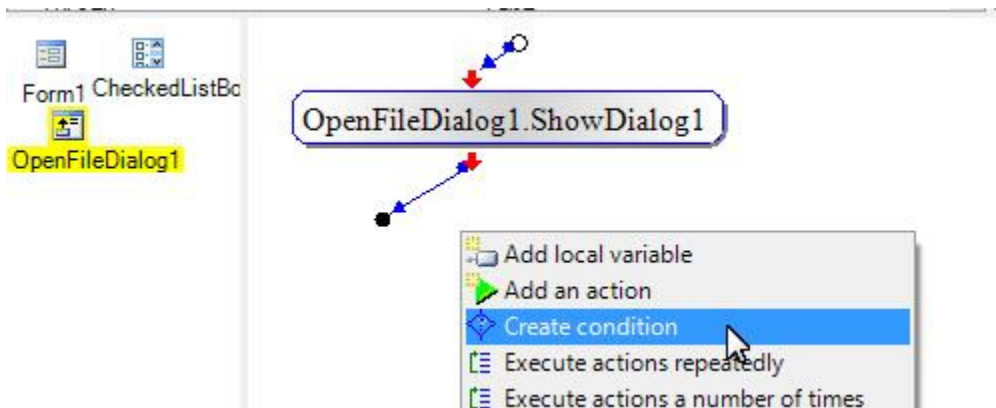 Form1 CheckedListBo
OpenFileDialog1
OpenFileDialog1.ShowDialog1
Add local variable
Add an action
Create condition
Execute actions repeatedly
Execute actions a number of times